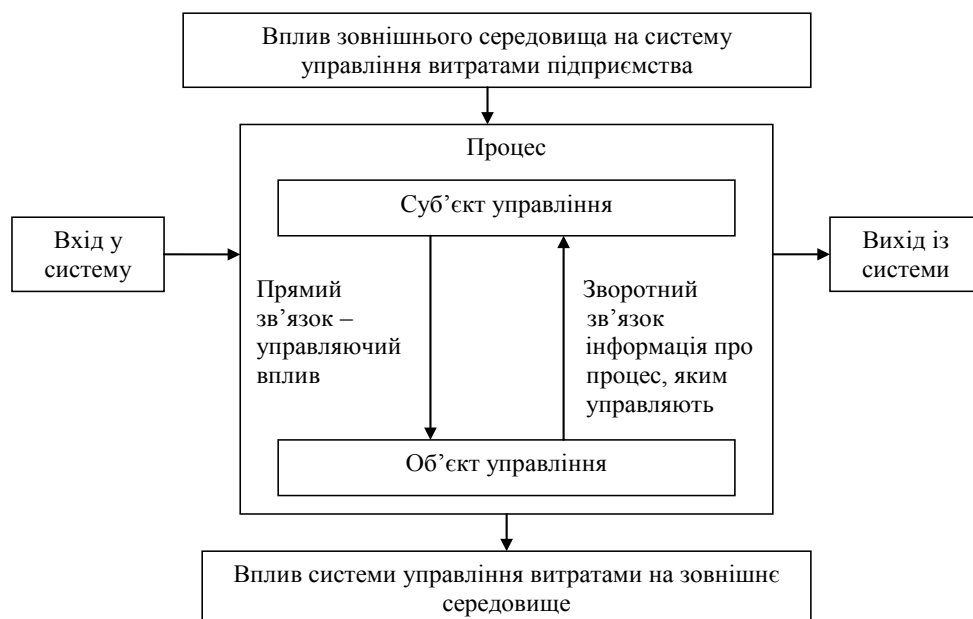 Вплив зовнішнього середовища на систему
управління витратами підприємства
Процес
Суб’єкт управління
Вхід у
систему
Вихід із
системи
Прямий
зв’язок –
управляючий
вплив
Зворотний
зв’язок
інформація про
процес, яким
управляють
Об’єкт управління
Вплив системи управління витратами на зовнішнє
середовище